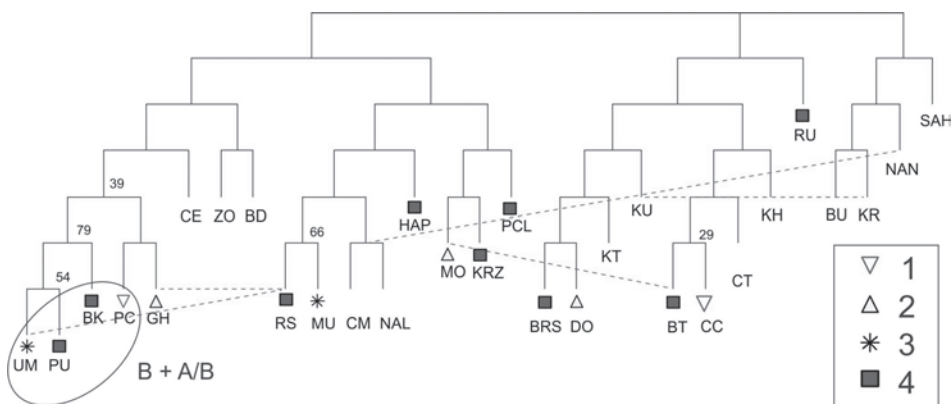 SAH
RU
NAN
39
CE ZO BD
HAP
PCL
KU
KH
BU KR
79
66
29
MO KRZ
KT
CT
54
BK PC GH
RS MU CM NAL
BRS DO
BT CC
UM PU
B + A/B
1
2
3
4